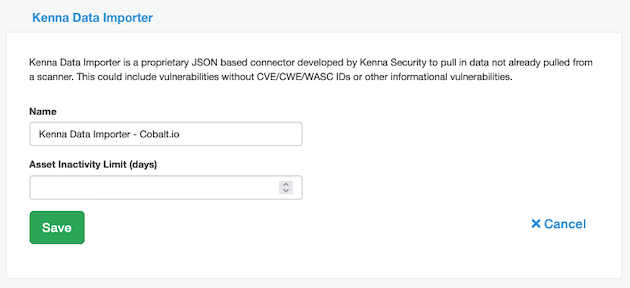 Kenna Data Importer
Kenna Data Importer is a proprietary JSON based connector developed by Kenna Security to pull in data not already pulled from
a scanner. This could include vulnerabilities without CVE/CWE/WASC IDs or other informational vulnerabilities.
Name
Kenna Data Importer - Cobalt.io
Asset Inactivity Limit (days)
Save
× Cancel